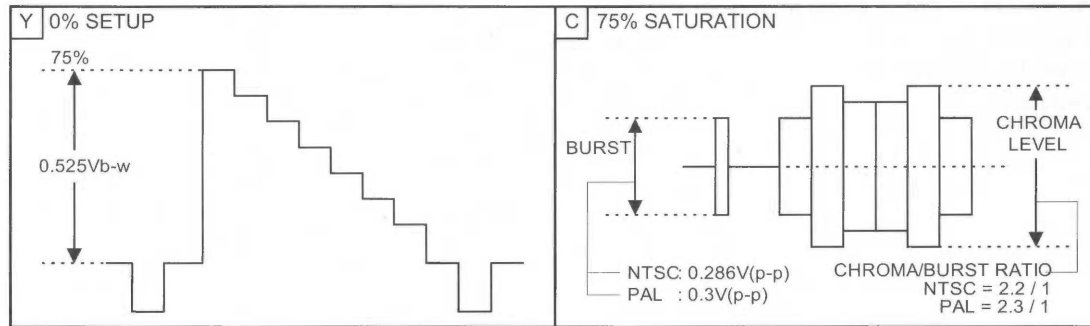 Y 0% SETUP
75%
0.525Vb-w
C 75% SATURATION
BURST
CHROMA
LEVEL
NTSC: 0.286V(p-p)
PAL : 0.3V(p-p)
CHROMA/BURST RATIO
NTSC = 2.2 / 1
PAL = 2.3 / 1